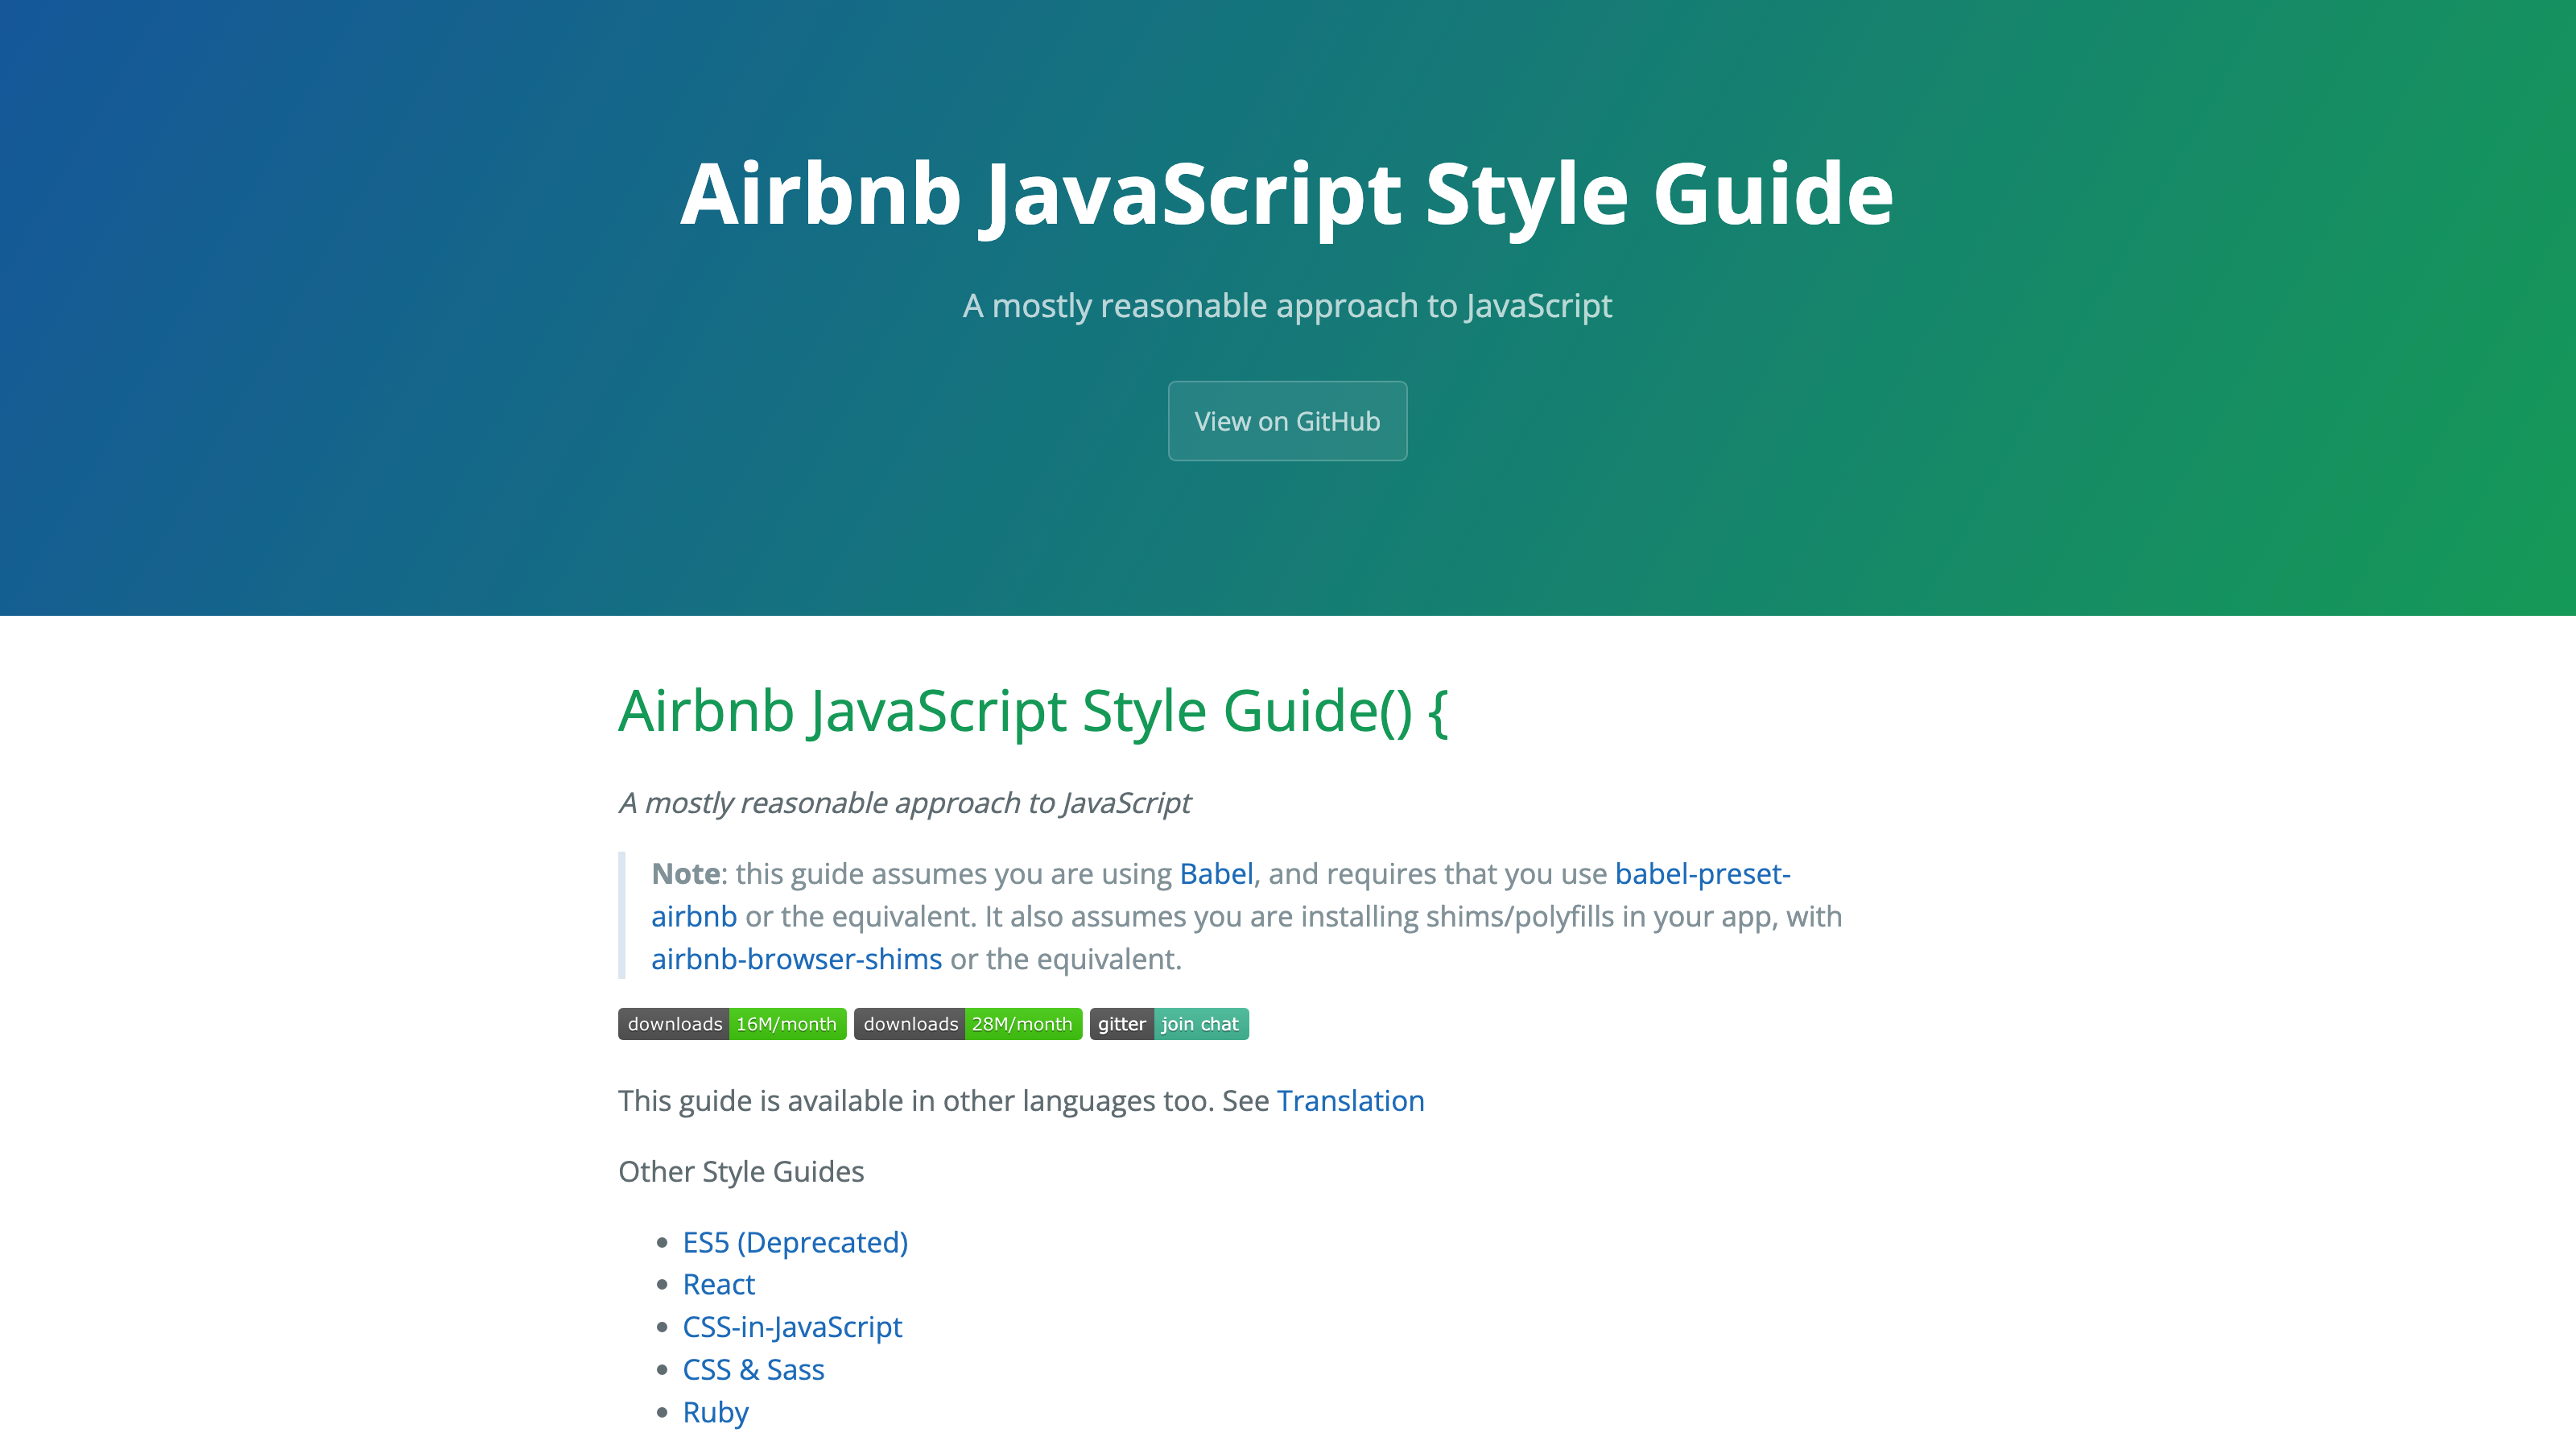 Airbnb JavaScript Style Guide
A mostly reasonable approach to JavaScript
View on GitHub
Airbnb JavaScript Style Guide() {
A mostly reasonable approach to JavaScript
Note: this guide assumes you are using Babel, and requires that you use babel-preset-
airbnb or the equivalent. It also assumes you are installing shims/polyfills in your app, with
airbnb-browser-shims or the equivalent.
downloads 16M/month downloads 28M/month gitter join chat
This guide is available in other languages too. See Translation
Other Style Guides
ES5 (Deprecated)
React
CSS-in-JavaScript
CSS & Sass
Ruby